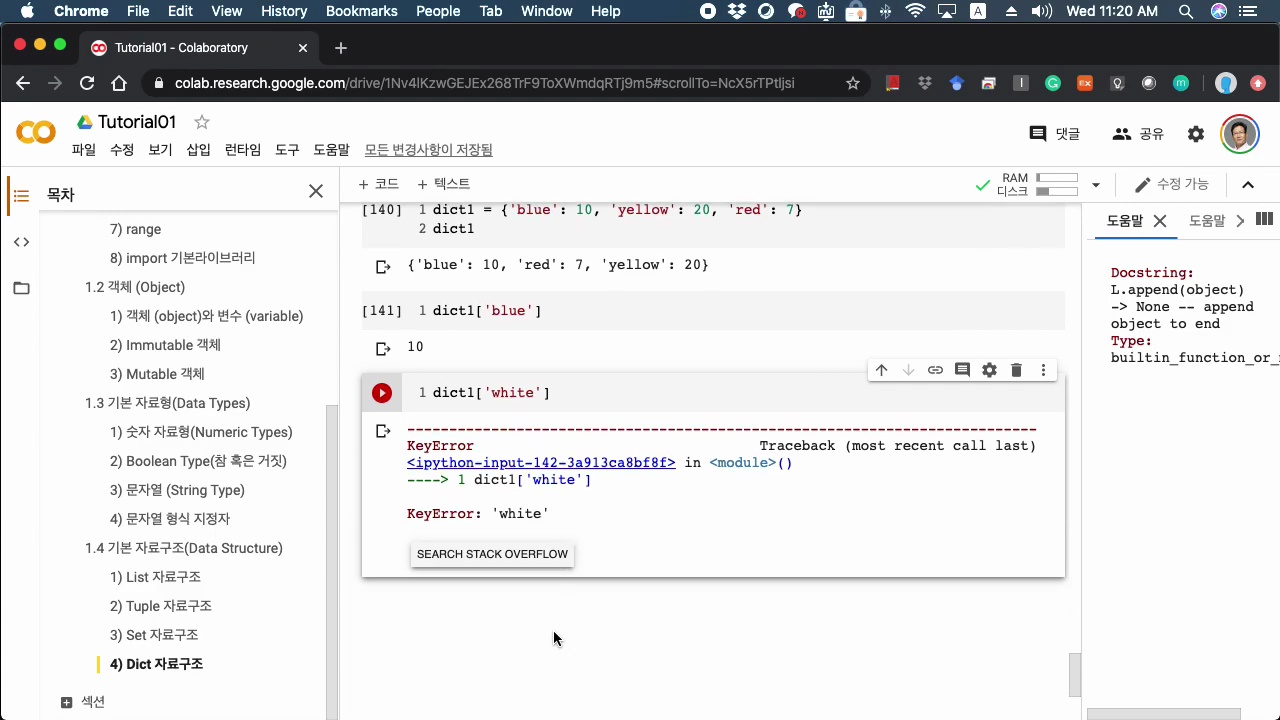 Chrome File Edit View History Bookmarks People Tab Window Help A Wed 11:20 AM
Tutorial01 - Colaboratory
colab.research.google.com/drive/1Nv4lKzwGEJEx268TrF9ToXWmdqRTj9m5#scrollTo=NcX5rTPtljsi
Tutorial01
댓글 공유
파일 수정 보기 삽입 런타임 도구 도움말 모든 변경사항이 저장됨
목차
+ 코드 + 텍스트
RAM
디스크
수정 가능
7) range
8) import 기본라이브러리
1.2 객체 (Object)
1) 객체 (object)와 변수 (variable)
2) Immutable 객체
3) Mutable 객체
1.3 기본 자료형(Data Types)
1) 숫자 자료형(Numeric Types)
2) Boolean Type(참 혹은 거짓)
3) 문자열 (String Type)
4) 문자열 형식 지정자
1.4 기본 자료구조(Data Structure)
1) List 자료구조
2) Tuple 자료구조
3) Set 자료구조
4) Dict 자료구조
섹션
[140] 1 dict1 = {'blue': 10, 'yellow': 20, 'red': 7}
2 dict1
{'blue': 10, 'red': 7, 'yellow': 20}
[141] 1 dict1['blue']
10
1 dict1['white']
KeyError Traceback (most recent call last)
<ipython-input-142-3a913ca8bf8f> in <module>()
----> 1 dict1['white']
KeyError: 'white'
SEARCH STACK OVERFLOW
도움말 도움말
Docstring:
L.append(object)
-> None -- append
object to end
Type:
builtin_function_or_